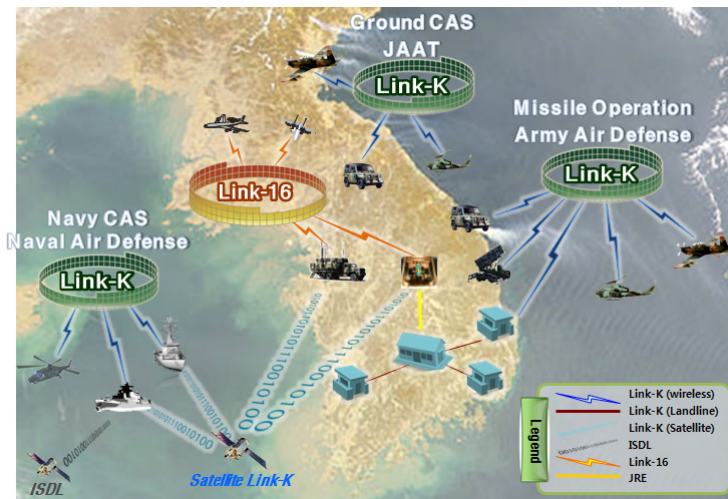 Ground CAS
JAAT
Link-K
Missile Operation
Army Air Defense
Link-K
Link-16
Navy CAS
Naval Air Defense
Link-K
ISDL
Satellite Link-K
Legend
Link-K (wireless)
Link-K (Landline)
Link-K (Satellite)
ISDL
Link-16
JRE